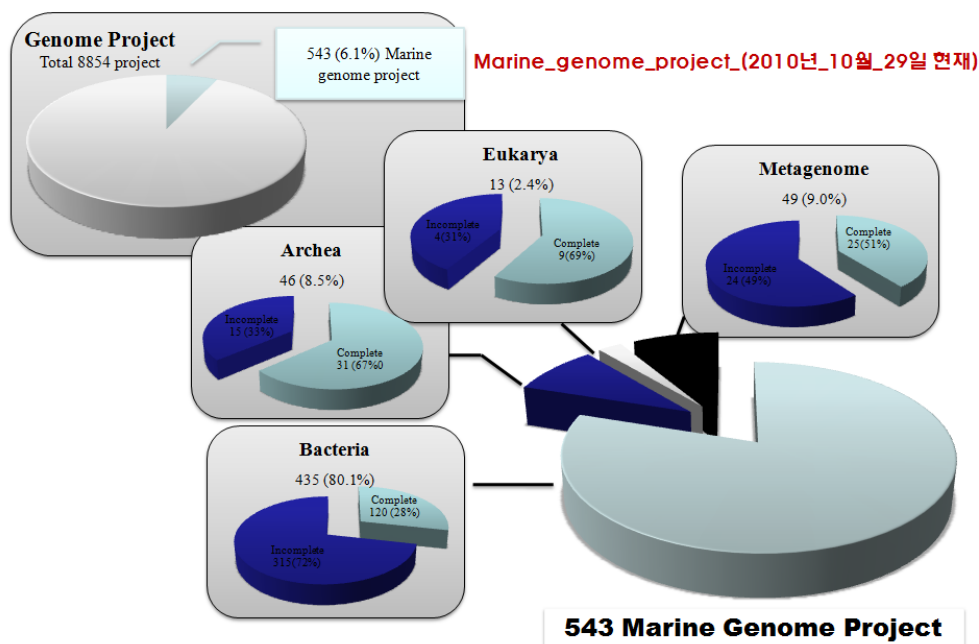 Genome Project
Total 8854 project
543 (6.1%) Marine
genome project
Marine_genome_project_(2010년_10월_29일 현재)
Eukarya
13 (2.4%)
Incomplete
4(31%)
Complete
9(69%)
Metagenome
49 (9.0%)
Complete
25(51%)
Incomplete
24 (49%)
Archea
46 (8.5%)
Incomplete
15 (33%)
Complete
31 (67%0
Bacteria
435 (80.1%)
Complete
120 (28%)
Incomplete
315(72%)
543 Marine Genome Project